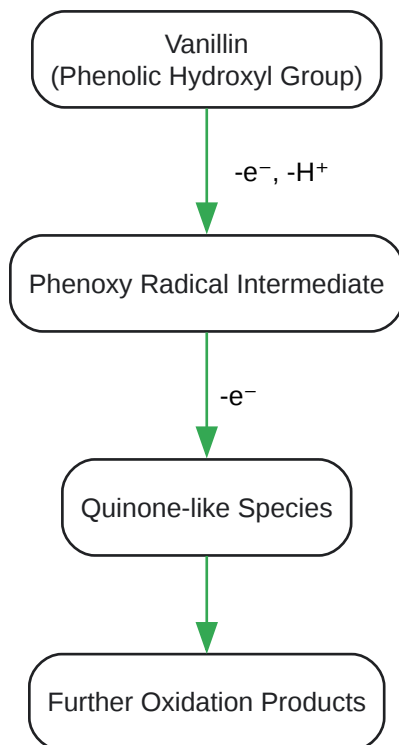 Vanillin
(Phenolic Hydroxyl Group)
-e⁻, -H⁺
Phenoxy Radical Intermediate
-e⁻
Quinone-like Species
Further Oxidation Products